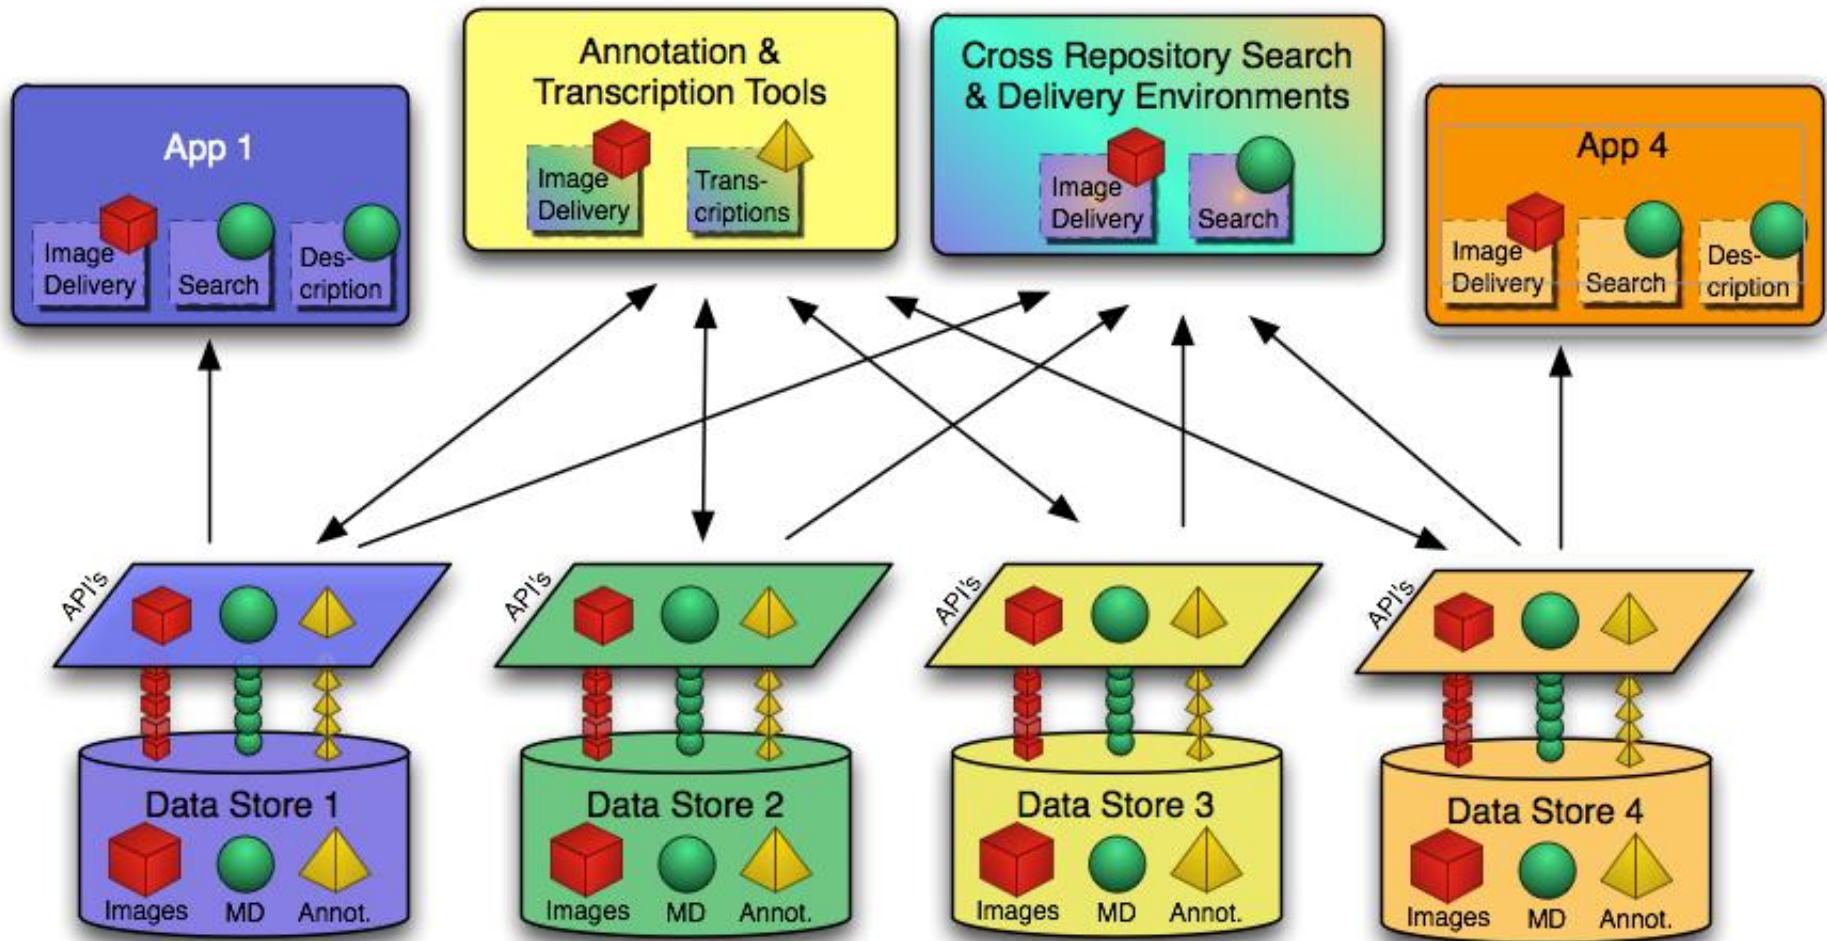 App 1
Image
Delivery
Search
Des-
cription
Annotation &
Transcription Tools
Image
Delivery
Trans-
criptions
Cross Repository Search
& Delivery Environments
Image
Delivery
Search
App 4
Image
Delivery
Search
Des-
cription
API's
API's
API's
API's
Data Store 1
Images
MD
Annot.
Data Store 2
Images
MD
Annot.
Data Store 3
Images
MD
Annot.
Data Store 4
Images
MD
Annot.